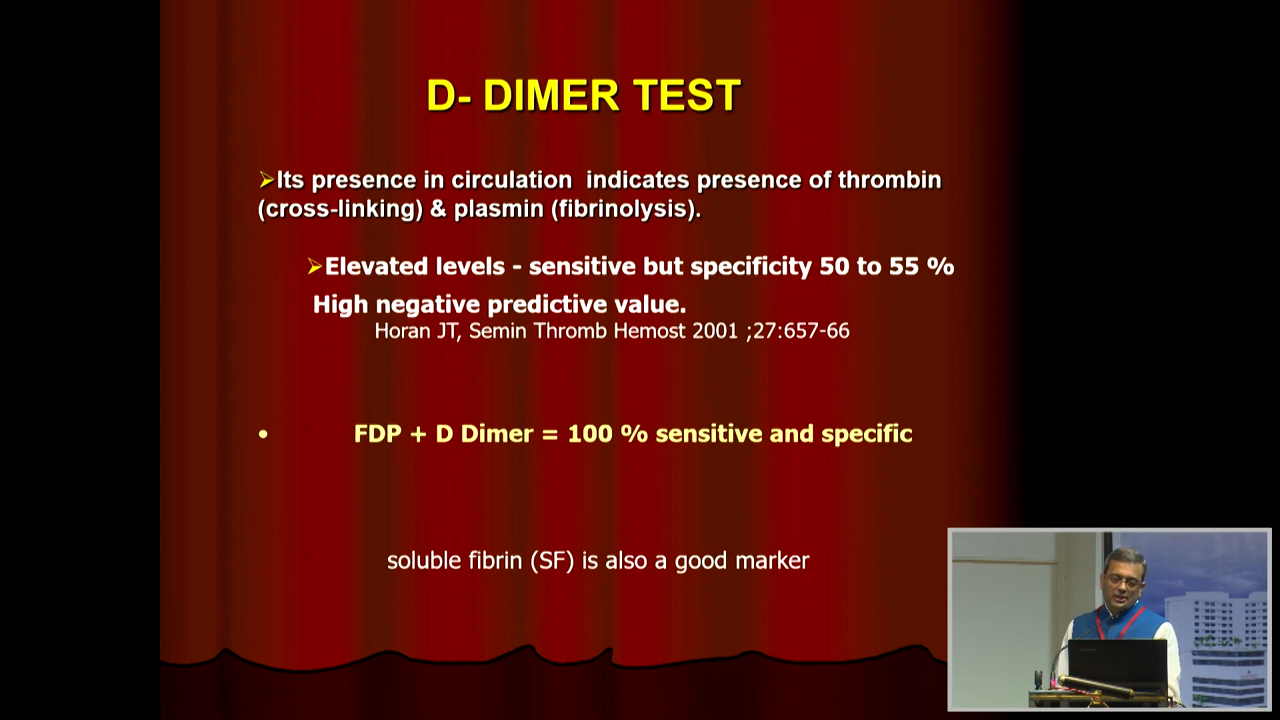 D- DIMER TEST
➢Its presence in circulation indicates presence of thrombin
(cross-linking) & plasmin (fibrinolysis).
➢Elevated levels - sensitive but specificity 50 to 55 %
High negative predictive value.
Horan JT, Semin Thromb Hemost 2001 ;27:657-66
• FDP + D Dimer = 100 % sensitive and specific
soluble fibrin (SF) is also a good marker